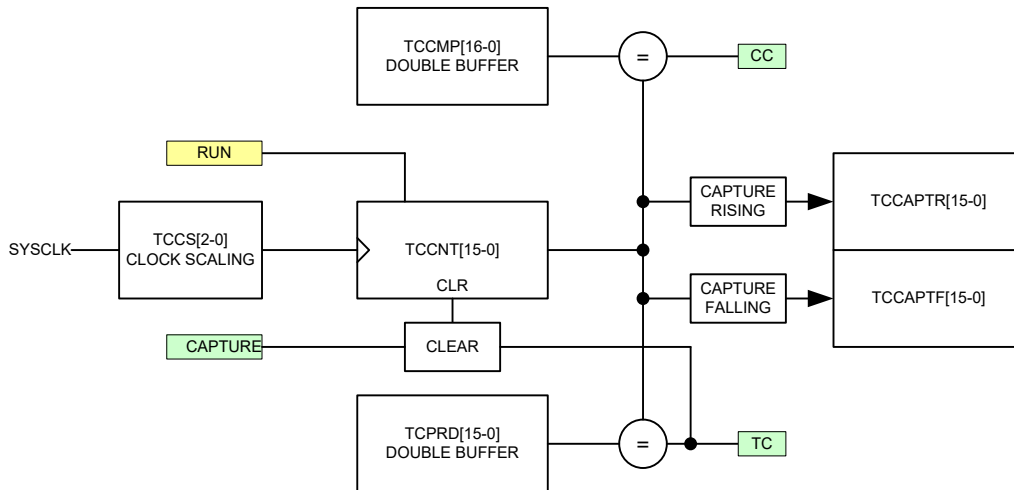 TCCMP[16-0]
DOUBLE BUFFER
=
CC
RUN
CAPTURE
RISING
TCCAPTR[15-0]
SYSCLK
TCCS[2-0]
CLOCK SCALING
TCCNT[15-0]
CLR
CAPTURE
FALLING
TCCAPTF[15-0]
CAPTURE
CLEAR
TCPRD[15-0]
DOUBLE BUFFER
=
TC